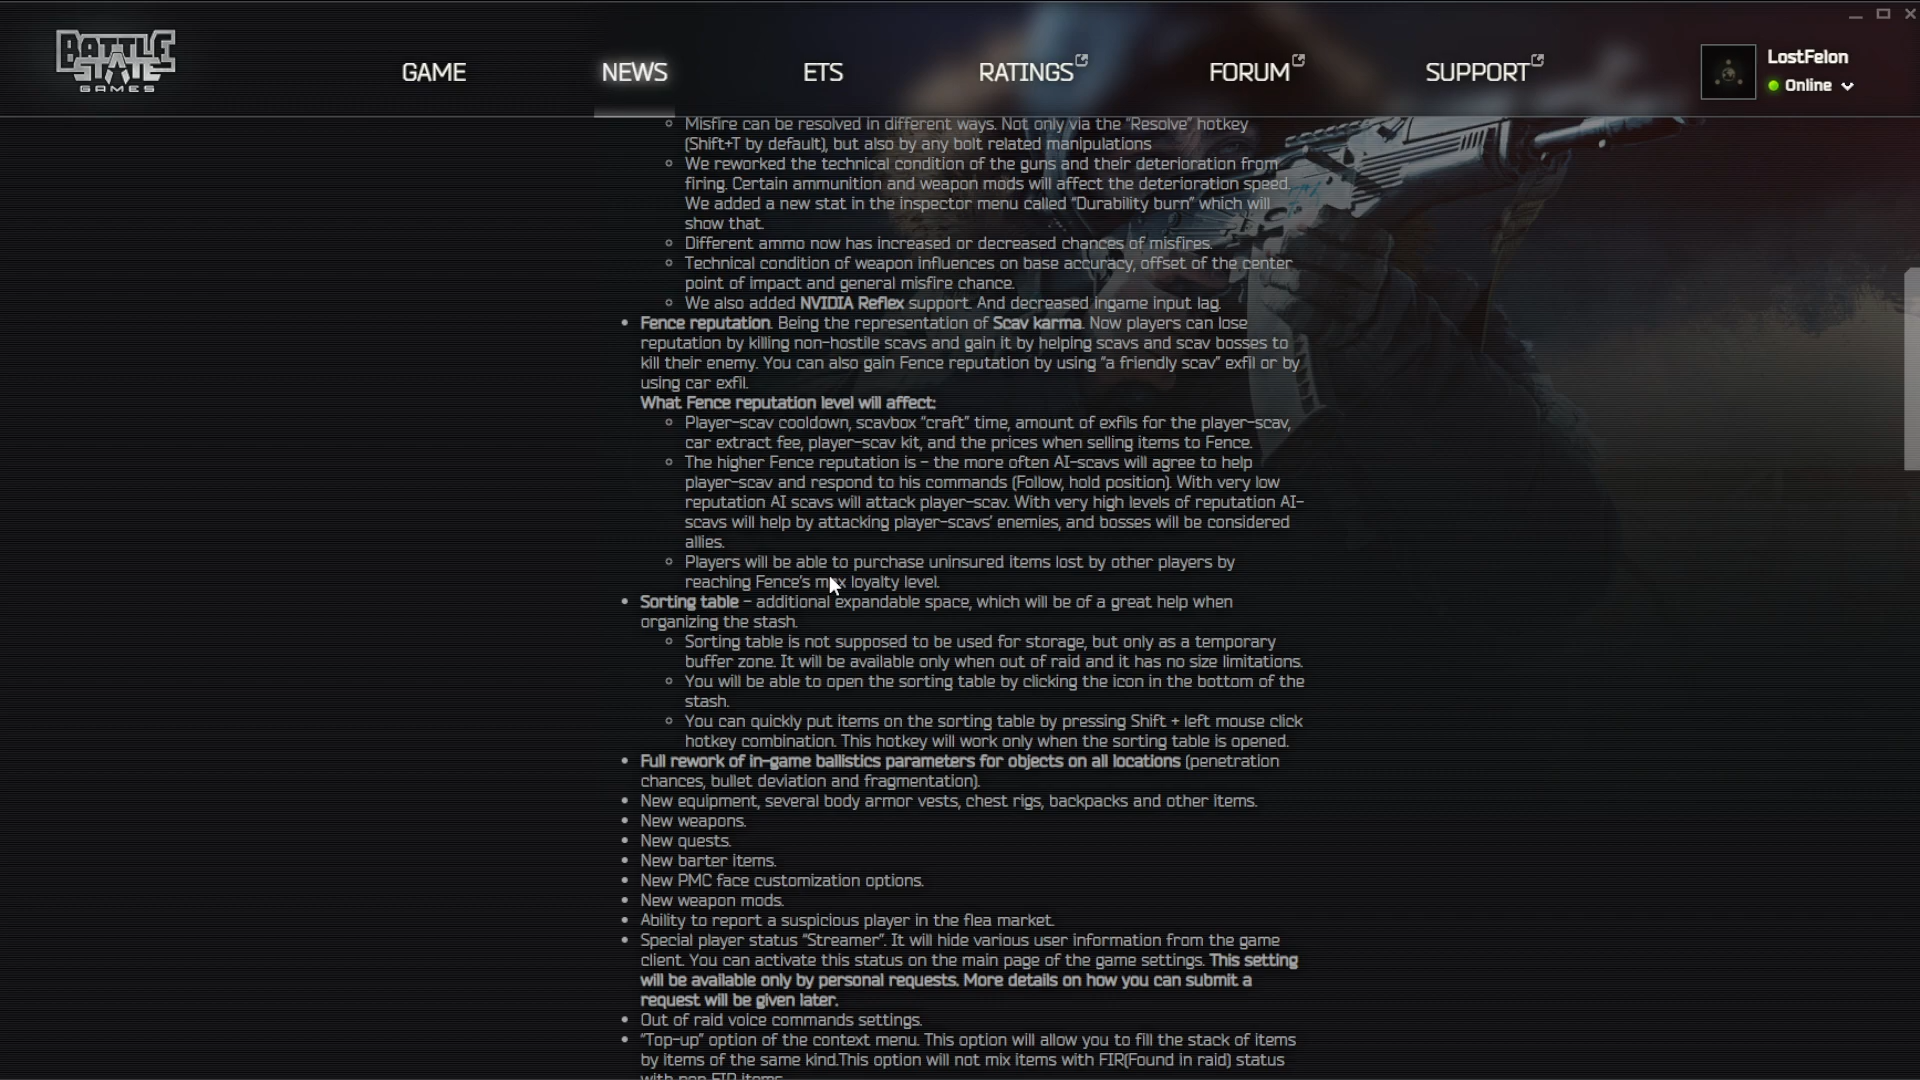 BATTLE
STATE
GAMES
GAME
NEWS
ETS
RATINGS
FORUM
SUPPORT
LostFelon
Online
Misfire can be resolved in different ways. Not only via the "Resolve" hotkey
(Shift+T by default), but also by any bolt related manipulations
We reworked the technical condition of the guns and their deterioration from
firing. Certain ammunition and weapon mods will affect the deterioration speed.
We added a new stat in the inspector menu called "Durability burn" which will
show that.
Different ammo now has increased or decreased chances of misfires.
Technical condition of weapon influences on base accuracy, offset of the center
point of impact and general misfire chance.
We also added NVIDIA Reflex support. And decreased ingame input lag.
Fence reputation. Being the representation of Scav karma. Now players can lose
reputation by killing non-hostile scavs and gain it by helping scavs and scav bosses to
kill their enemy. You can also gain Fence reputation by using "a friendly scav" exfil or by
using car exfil.
What Fence reputation level will affect:
Player-scav cooldown, scavbox "craft" time, amount of exfils for the player-scav,
car extract fee, player-scav kit, and the prices when selling items to Fence.
The higher Fence reputation is – the more often AI-scavs will agree to help
player-scav and respond to his commands (Follow, hold position). With very low
reputation AI scavs will attack player-scav. With very high levels of reputation AI-
scavs will help by attacking player-scavs' enemies, and bosses will be considered
allies.
Players will be able to purchase uninsured items lost by other players by
reaching Fence's max loyalty level.
Sorting table – additional expandable space, which will be of a great help when
organizing the stash.
Sorting table is not supposed to be used for storage, but only as a temporary
buffer zone. It will be available only when out of raid and it has no size limitations.
You will be able to open the sorting table by clicking the icon in the bottom of the
stash.
You can quickly put items on the sorting table by pressing Shift + left mouse click
hotkey combination. This hotkey will work only when the sorting table is opened.
Full rework of in-game ballistics parameters for objects on all locations (penetration
chances, bullet deviation and fragmentation).
New equipment, several body armor vests, chest rigs, backpacks and other items.
New weapons.
New quests.
New barter items.
New PMC face customization options.
New weapon mods.
Ability to report a suspicious player in the flea market.
Special player status "Streamer". It will hide various user information from the game
client. You can activate this status on the main page of the game settings. This setting
will be available only by personal requests. More details on how you can submit a
request will be given later.
Out of raid voice commands settings.
"Top-up" option of the context menu. This option will allow you to fill the stack of items
by items of the same kind.This option will not mix items with FIR(Found in raid) status
with non FIR items.